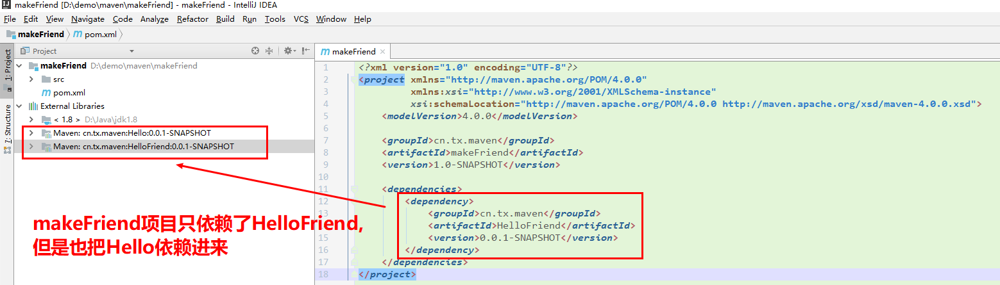 makeFriend [D:\demo\maven\makeFriend] - makeFriend - IntelliJ IDEA
File Edit View Navigate Code Analyze Refactor Build Run Tools VCS Window Help
makeFriend pom.xml
1: Project
7: Structure
Project
makeFriend D:\demo\maven\makeFriend
src
pom.xml
External Libraries
< 1.8 > D:\Java\jdk1.8
Maven: cn.tx.maven:Hello:0.0.1-SNAPSHOT
Maven: cn.tx.maven:HelloFriend:0.0.1-SNAPSHOT
makeFriend项目只依赖了HelloFriend,
但是也把Hello依赖进来
makeFriend
1 <?xml version="1.0" encoding="UTF-8"?>
2 <project xmlns="http://maven.apache.org/POM/4.0.0"
3 xmlns:xsi="http://www.w3.org/2001/XMLSchema-instance"
4 xsi:schemaLocation="http://maven.apache.org/POM/4.0.0 http://maven.apache.org/xsd/maven-4.0.0.xsd">
5 <modelVersion>4.0.0</modelVersion>
6
7 <groupId>cn.tx.maven</groupId>
8 <artifactId>makeFriend</artifactId>
9 <version>1.0-SNAPSHOT</version>
10
11 <dependencies>
12 <dependency>
13 <groupId>cn.tx.maven</groupId>
14 <artifactId>HelloFriend</artifactId>
15 <version>0.0.1-SNAPSHOT</version>
16 </dependency>
17 </dependencies>
18 </project>